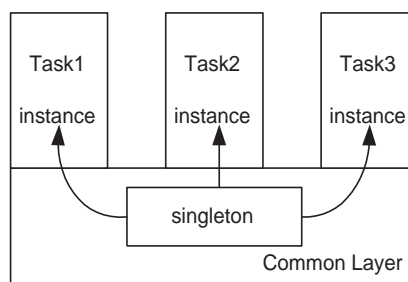 Task1 Task2 Task3
instance instance instance
singleton
Common Layer